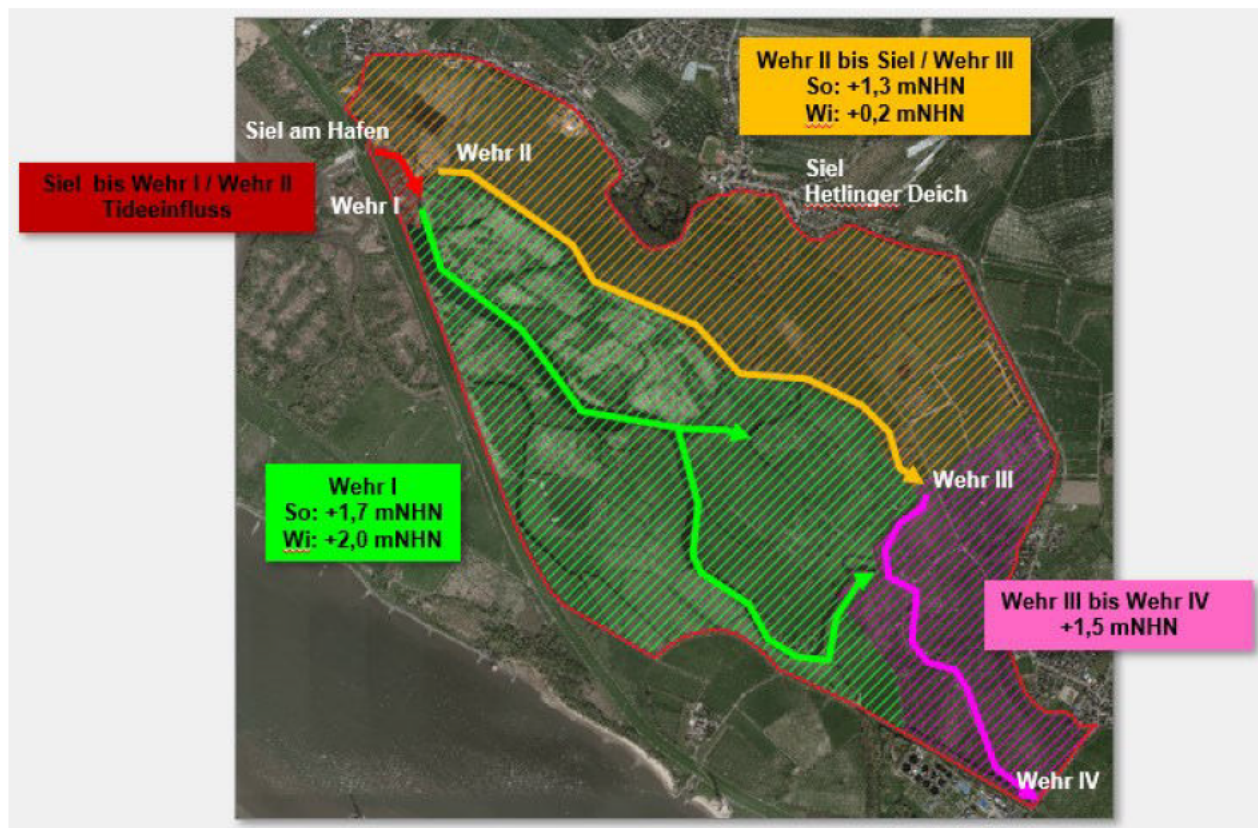 Wehr II bis Siel / Wehr III
So: +1,3 mNHN
Wi: +0,2 mNHN
Siel am Hafen
Wehr II
Siel
Hetlinger Deich
Siel bis Wehr I / Wehr II
Tideeinfluss
Wehr I
Wehr III
Wehr I
So: +1,7 mNHN
Wi: +2,0 mNHN
Wehr III bis Wehr IV
+1,5 mNHN
Wehr IV